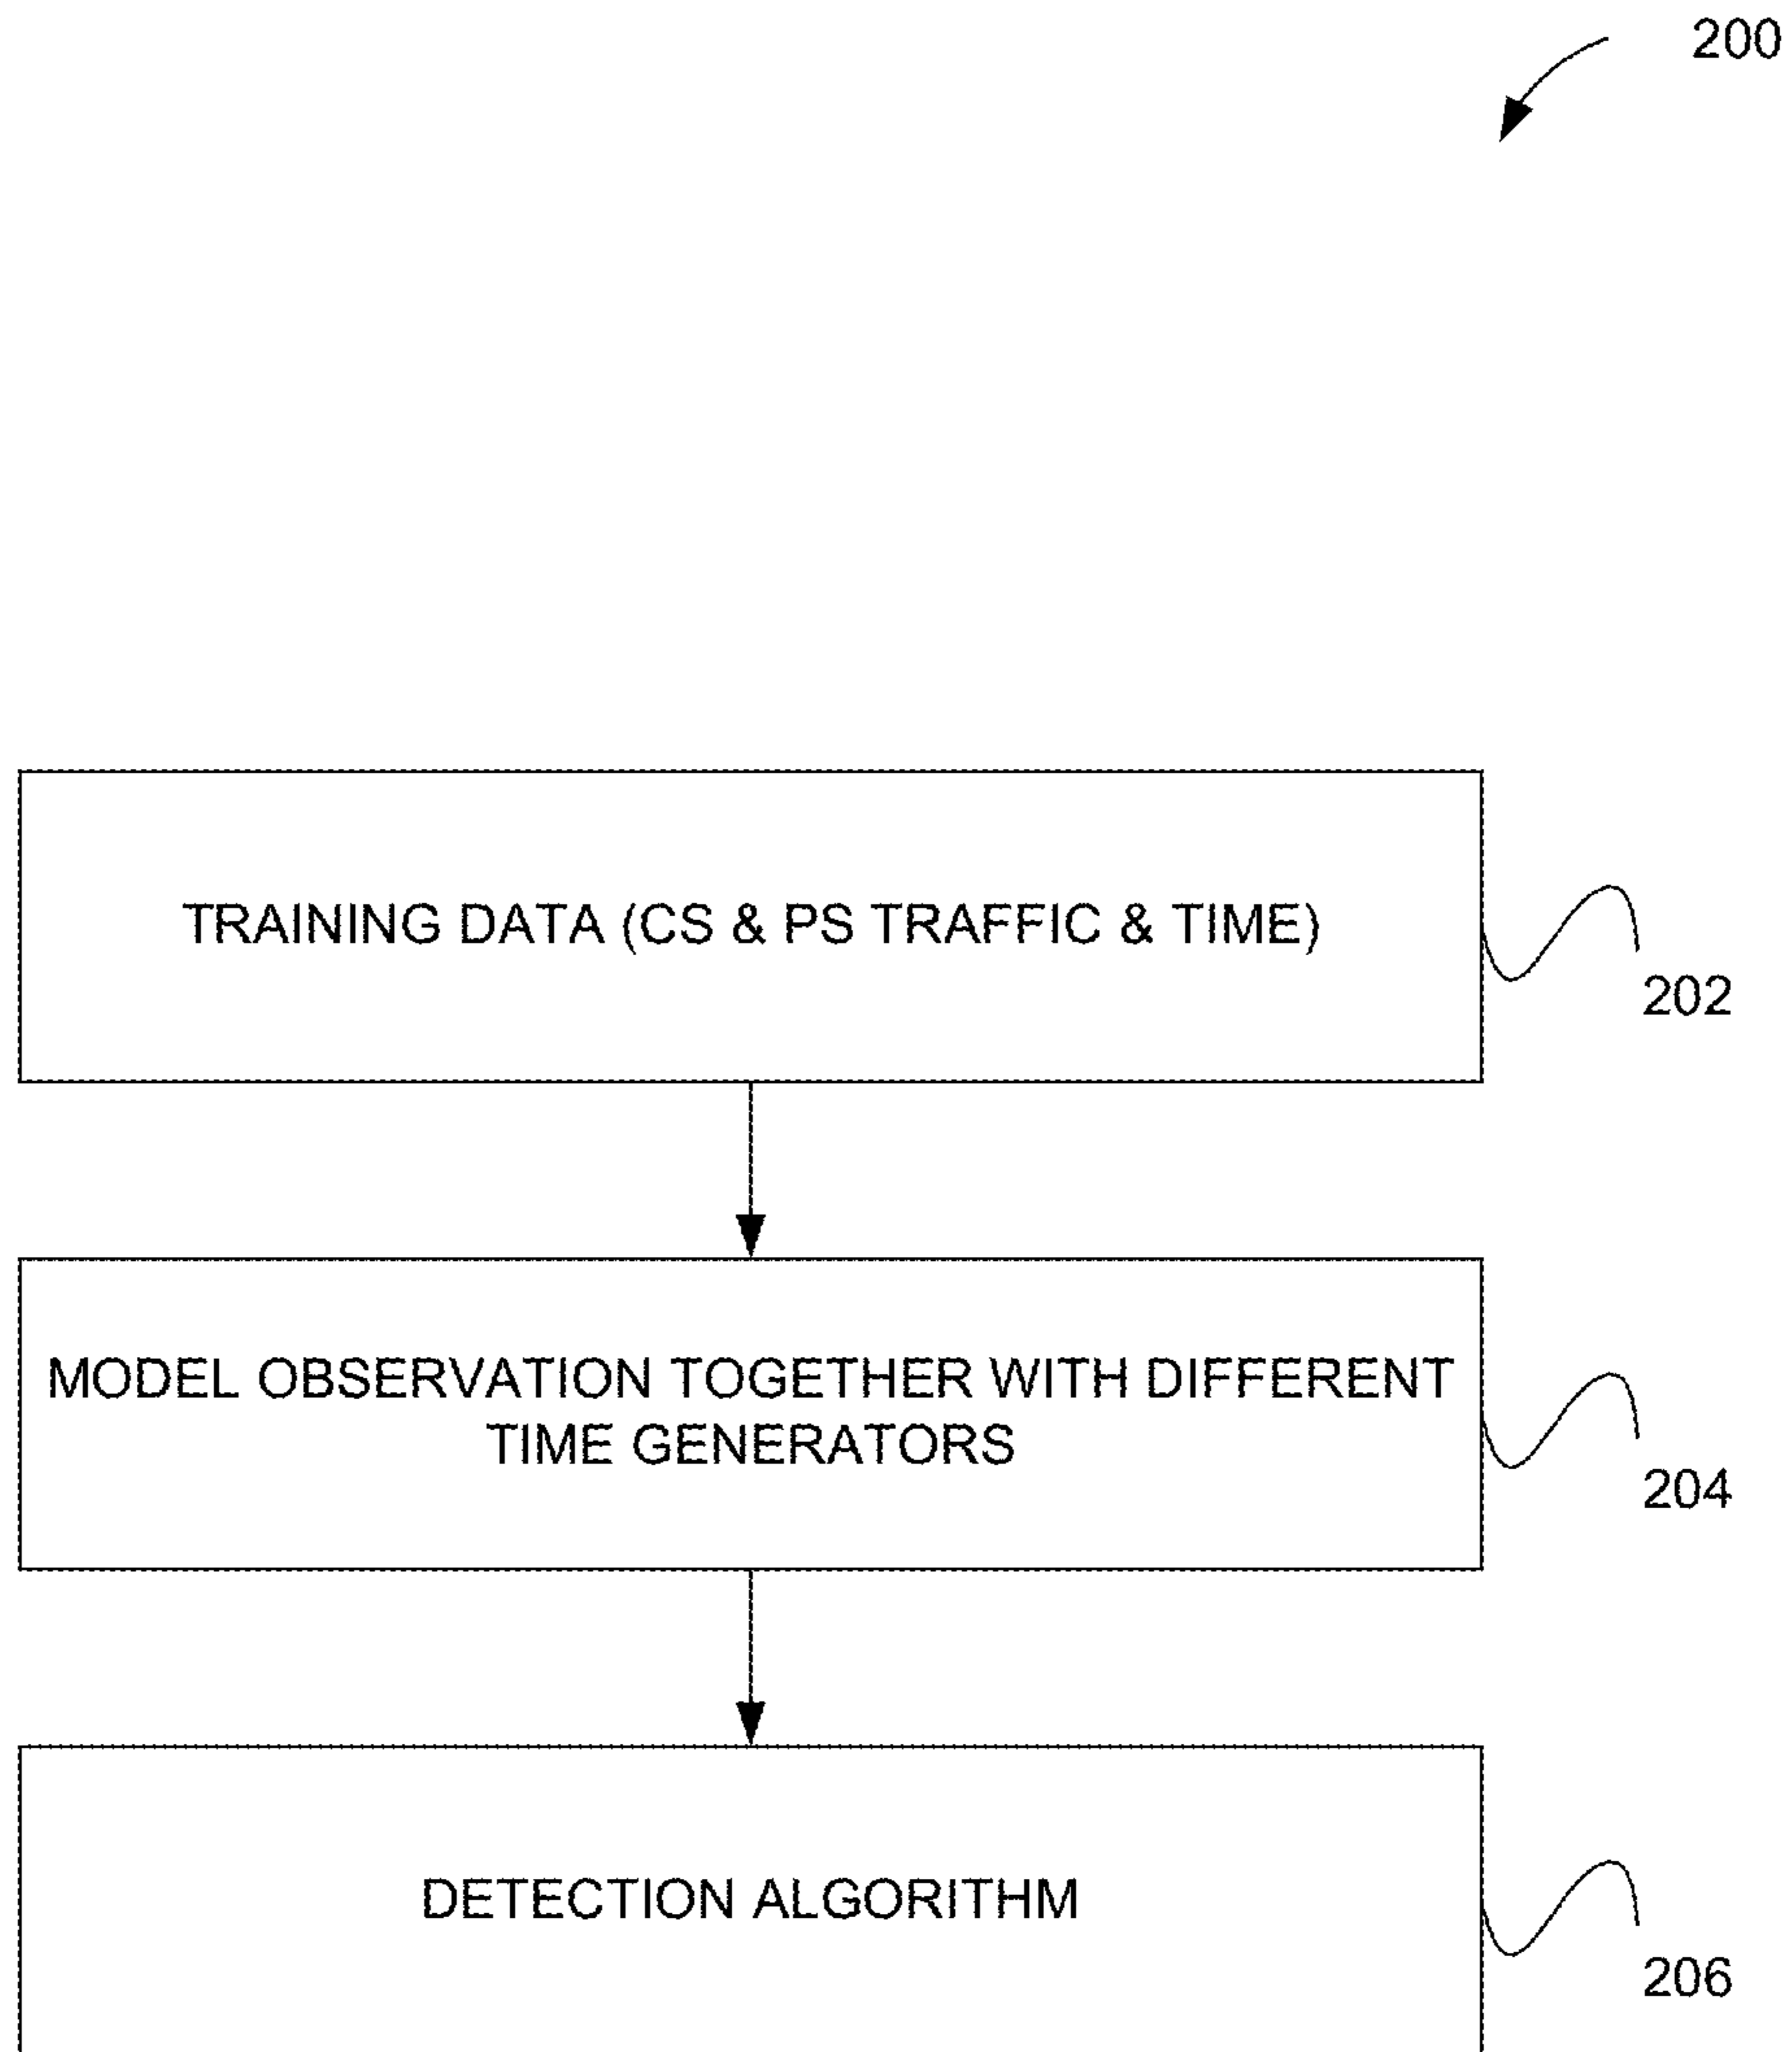 200
TRAINING DATA (CS & PS TRAFFIC & TIME)
202
MODEL OBSERVATION TOGETHER WITH DIFFERENT
TIME GENERATORS
204
DETECTION ALGORITHM
206